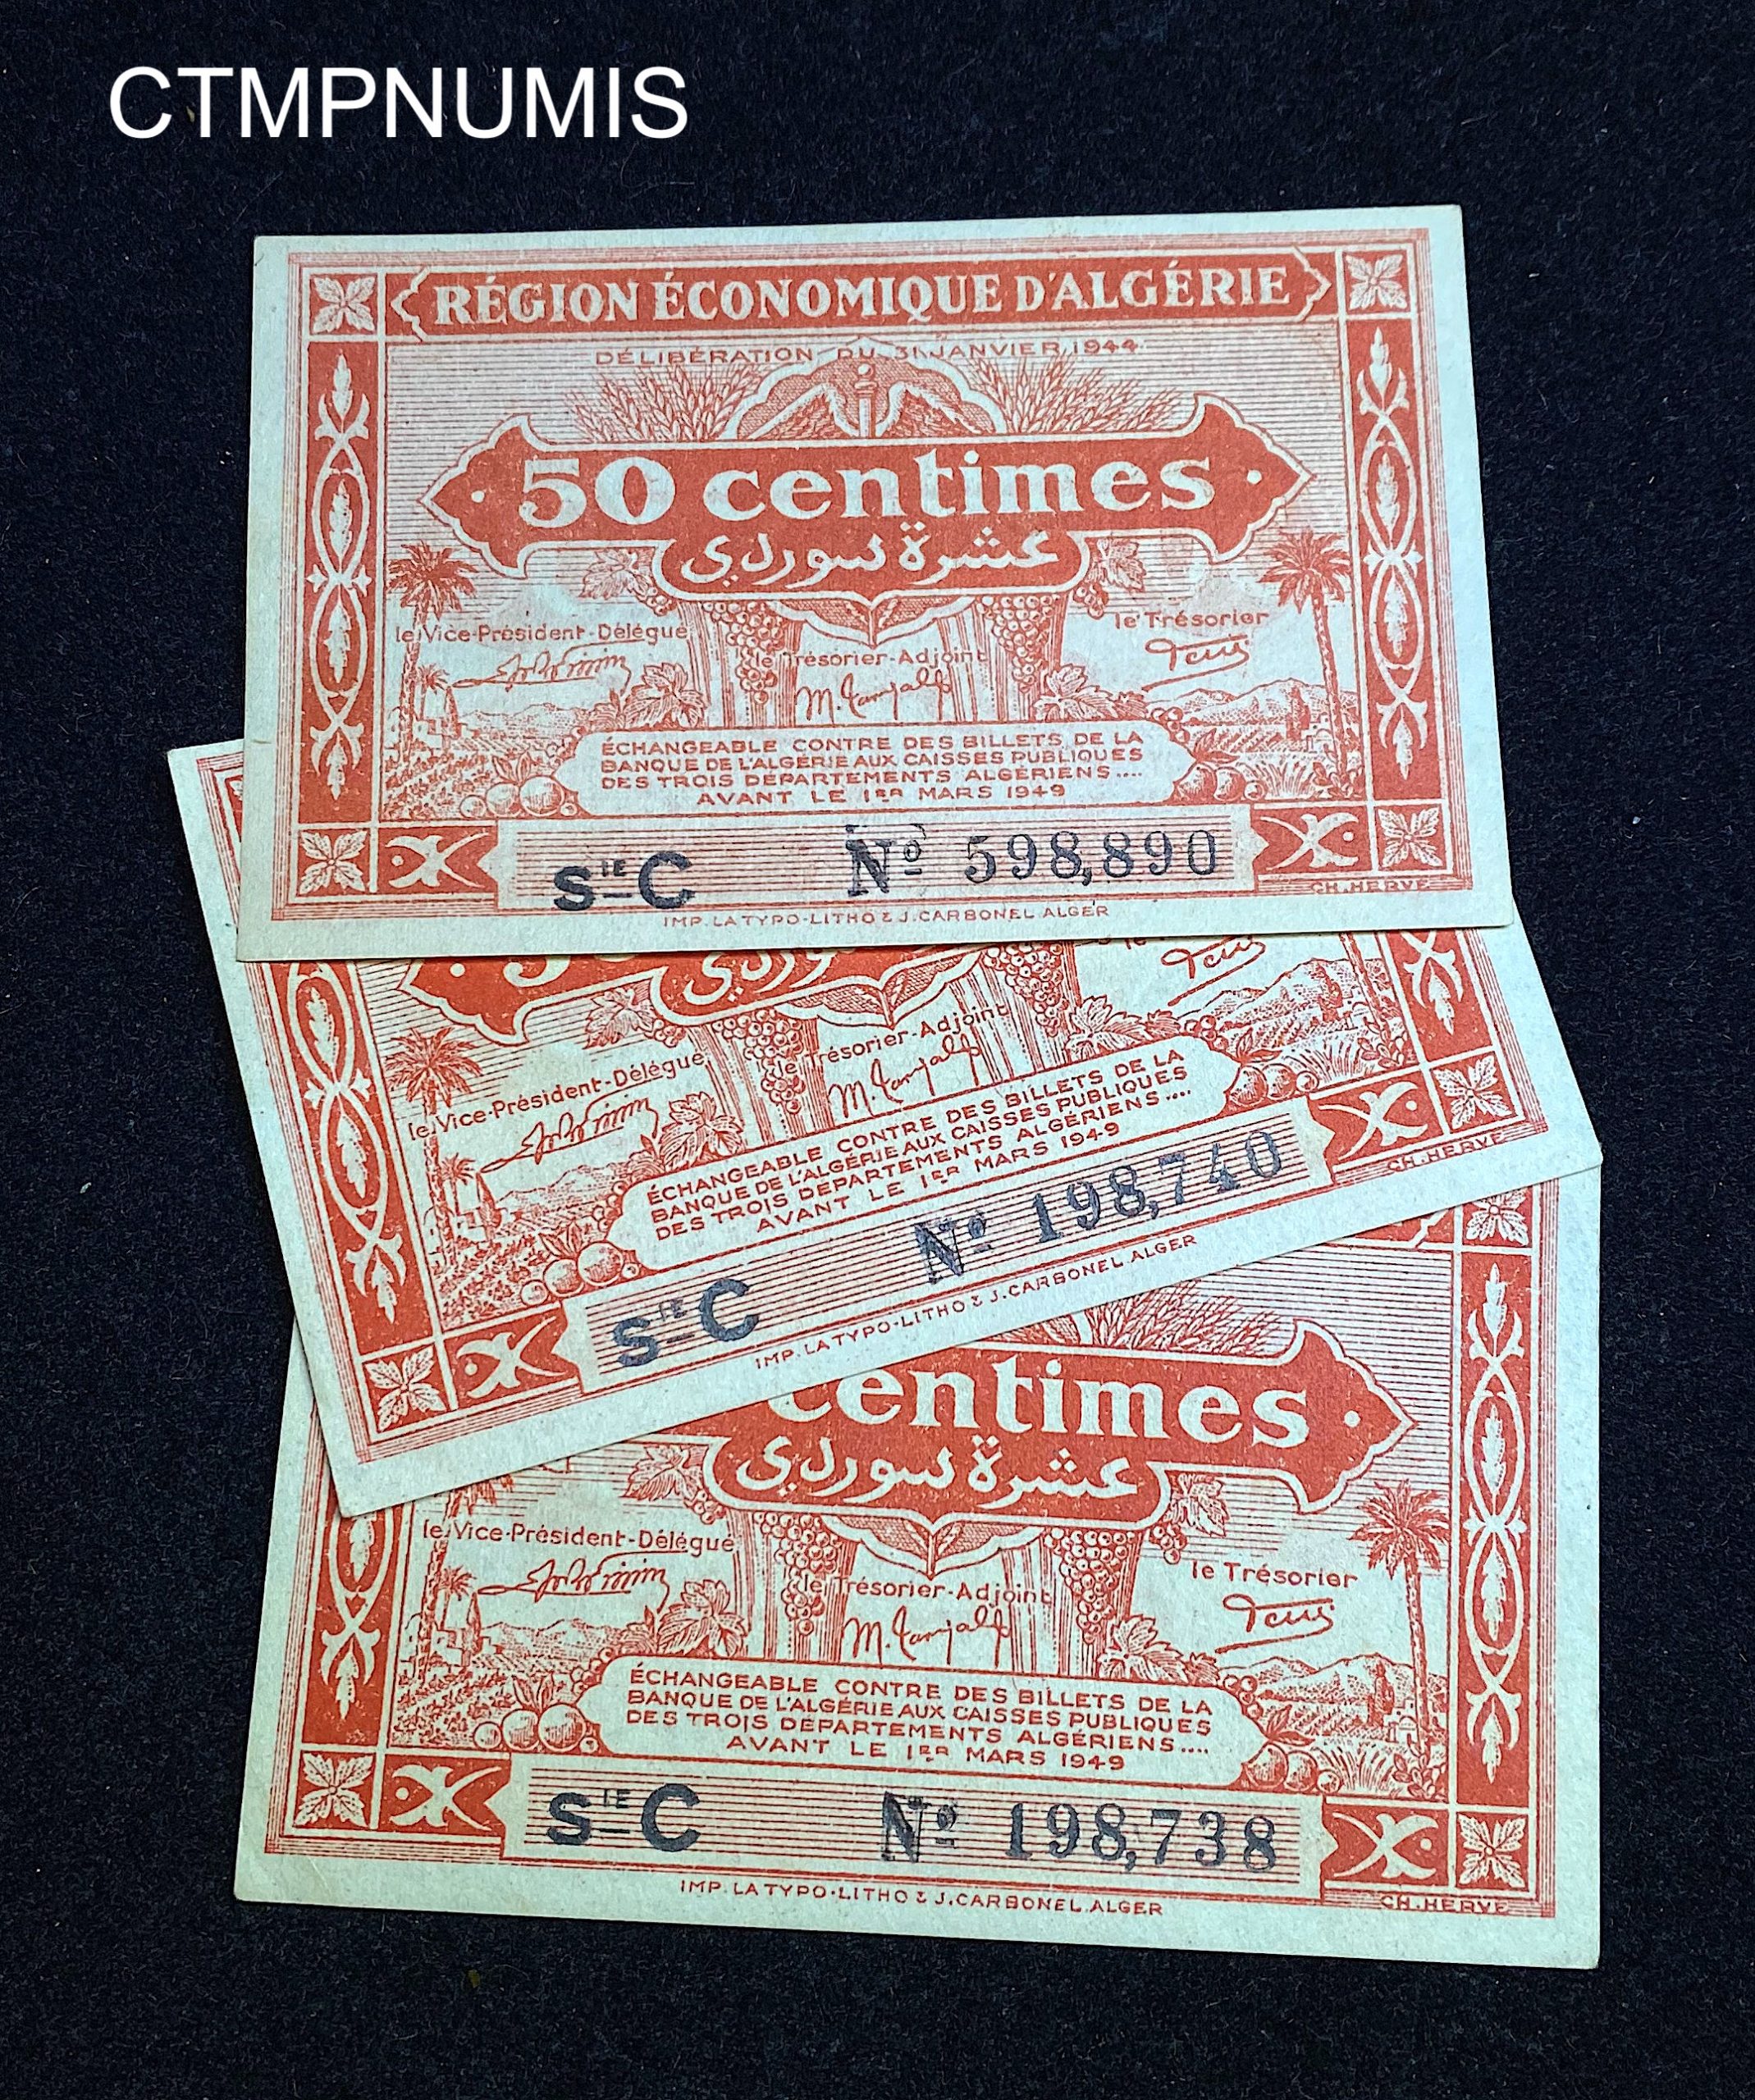 CTMPNUMIS
RÉGION ÉCONOMIQUE D'ALGÉRIE
DÉLIBÉRATION DU 31 JANVIER 1944
50 centimes
عشرة سوردي
le Vice-Président-Délégué
le Trésorier-Adjoint
le Trésorier
ÉCHANGEABLE CONTRE DES BILLETS DE LA
BANQUE DE L'ALGÉRIE AUX CAISSES PUBLIQUES
DES TROIS DÉPARTEMENTS ALGÉRIENS....
AVANT LE 1ER MARS 1949
SIE C Nº 598,890
CH. HERVE
IMP. LA TYPO-LITHO & J. CARBONEL ALGER
le Vice-Président-Délégué
le Trésorier-Adjoint
le
ÉCHANGEABLE CONTRE DES BILLETS DE LA
BANQUE DE L'ALGÉRIE AUX CAISSES PUBLIQUES
DES TROIS DÉPARTEMENTS ALGÉRIENS....
AVANT LE 1ER MARS 1949
SIE C Nº 198,740
CH. HERVE
IMP. LA TYPO-LITHO & J. CARBONEL ALGER
centimes
عشرة سوردي
le Vice-Président-Délégué
le Trésorier-Adjoint
le Trésorier
ÉCHANGEABLE CONTRE DES BILLETS DE LA
BANQUE DE L'ALGÉRIE AUX CAISSES PUBLIQUES
DES TROIS DÉPARTEMENTS ALGÉRIENS....
AVANT LE 1ER MARS 1949
SIE C Nº 198,738
CH. HERVE
IMP. LA TYPO-LITHO & J. CARBONEL ALGER